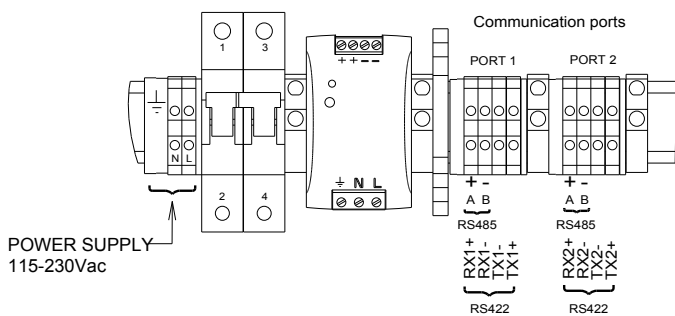 Communication ports
PORT 1
PORT 2
1
3
+ + - -
N L
2
4
N L
+ -
A B
RS485
RX1+
RX1-
TX1-
TX1+
RS422
+ -
A B
RS485
RX2+
RX2-
TX2-
TX2+
RS422
POWER SUPPLY
115-230Vac